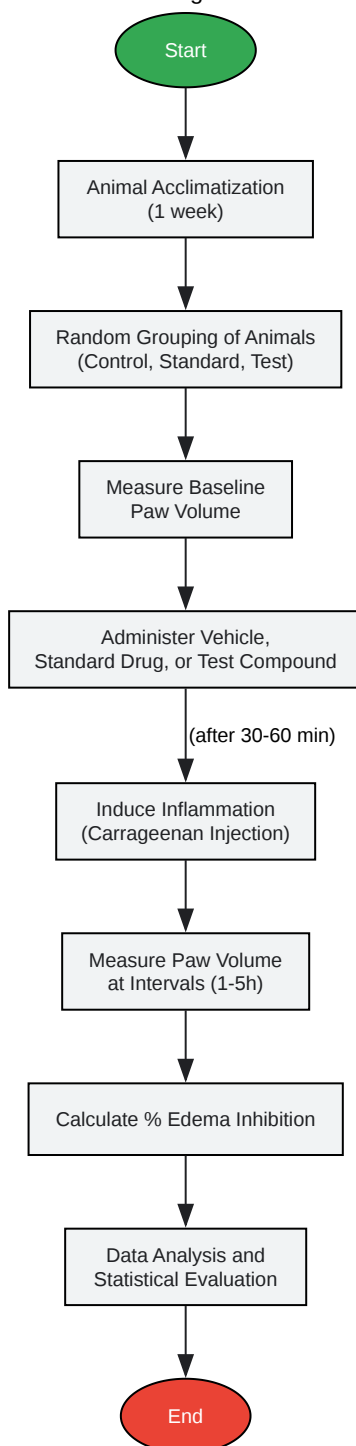 Start
Animal Acclimatization
(1 week)
Random Grouping of Animals
(Control, Standard, Test)
Measure Baseline
Paw Volume
Administer Vehicle,
Standard Drug, or Test Compound
(after 30-60 min)
Induce Inflammation
(Carrageenan Injection)
Measure Paw Volume
at Intervals (1-5h)
Calculate % Edema Inhibition
Data Analysis and
Statistical Evaluation
End